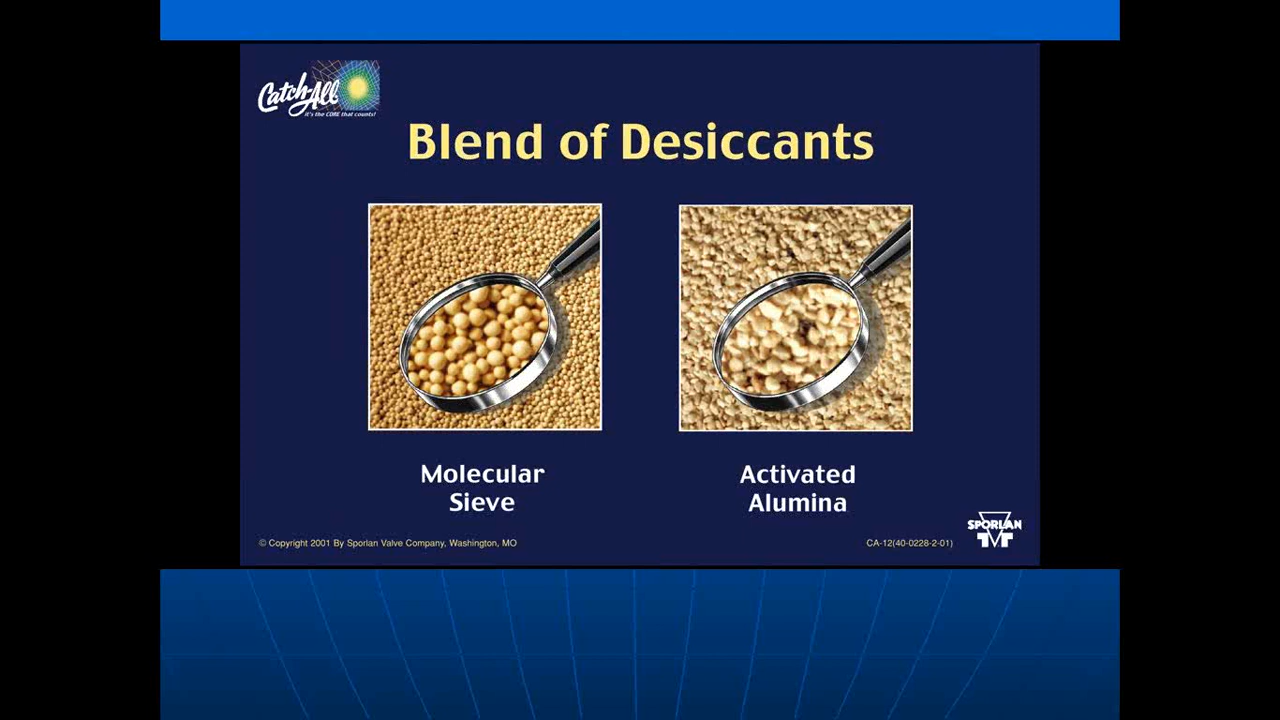 Catch-All
It's the CORE that counts!
Blend of Desiccants
Molecular
Sieve
Activated
Alumina
SPORLAN
© Copyright 2001 By Sporlan Valve Company, Washington, MO
CA-12(40-0228-2-01)